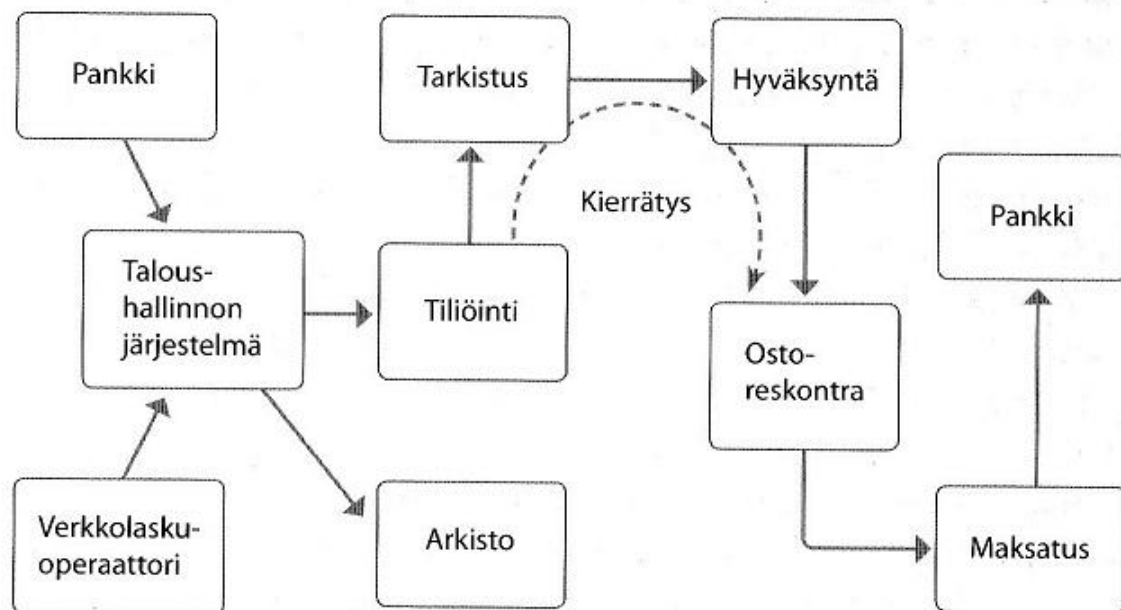 Pankki
Tarkistus
Hyväksyntä
Kierrätys
Pankki
Talous-
hallinnon
järjestelmä
Tiliöinti
Osto-
reskontra
Verkkolasku-
operaattori
Arkisto
Maksatus